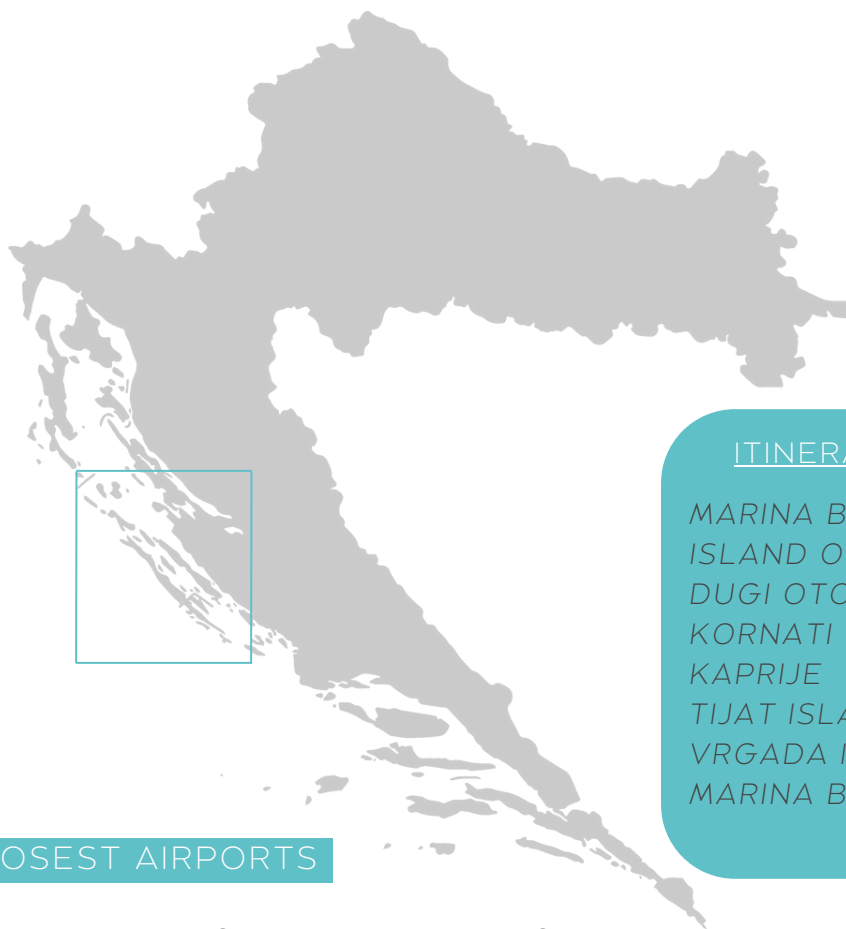 ITINERA
MARINA B
ISLAND O
DUGI OTO
KORNATI
KAPRIJE
TIJAT ISLA
VRGADA I
MARINA B
OSEST AIRPORTS